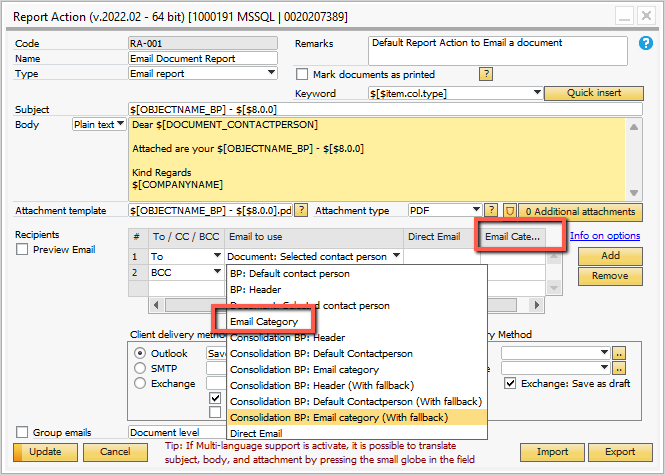 Report Action (v.2022.02 - 64 bit) [1000191 MSSQL | 0020207389]
Code RA-001 Remarks Default Report Action to Email a document
Name Email Document Report
Type Email report Mark documents as printed ?
Keyword $[$item.col.type] Quick insert
Subject $[OBJECTNAME_BP] - $[$8.0.0]
Body Plain text Dear $[DOCUMENT_CONTACTPERSON]
Attached are your $[OBJECTNAME_BP] - $[$8.0.0]
Kind Regards
$[COMPANYNAME]
Attachment template $[OBJECTNAME_BP] - $[$8.0.0].pd ? Attachment type PDF ? 0 Additional attachments
Recipients # To / CC / BCC Email to use Direct Email Email Cate... Info on options
Preview Email 1 To Document: Selected contact person Add
2 BCC Remove
BP: Default contact person
BP: Header
Document: Selected contact person
Email Category
Client delivery metho y Method
Consolidation BP: Header
Outlook Save Consolidation BP: Default Contactperson ..
SMTP Consolidation BP: Email category ..
Exchange Consolidation BP: Header (With fallback) Exchange: Save as draft
Consolidation BP: Default Contactperson (With fallback)
Consolidation BP: Email category (With fallback)
Group emails Document level Direct Email
Update Cancel Tip: If Multi-language support is activate, it is possible to translate
subject, body, and attachment by pressing the small globe in the field
Import Export